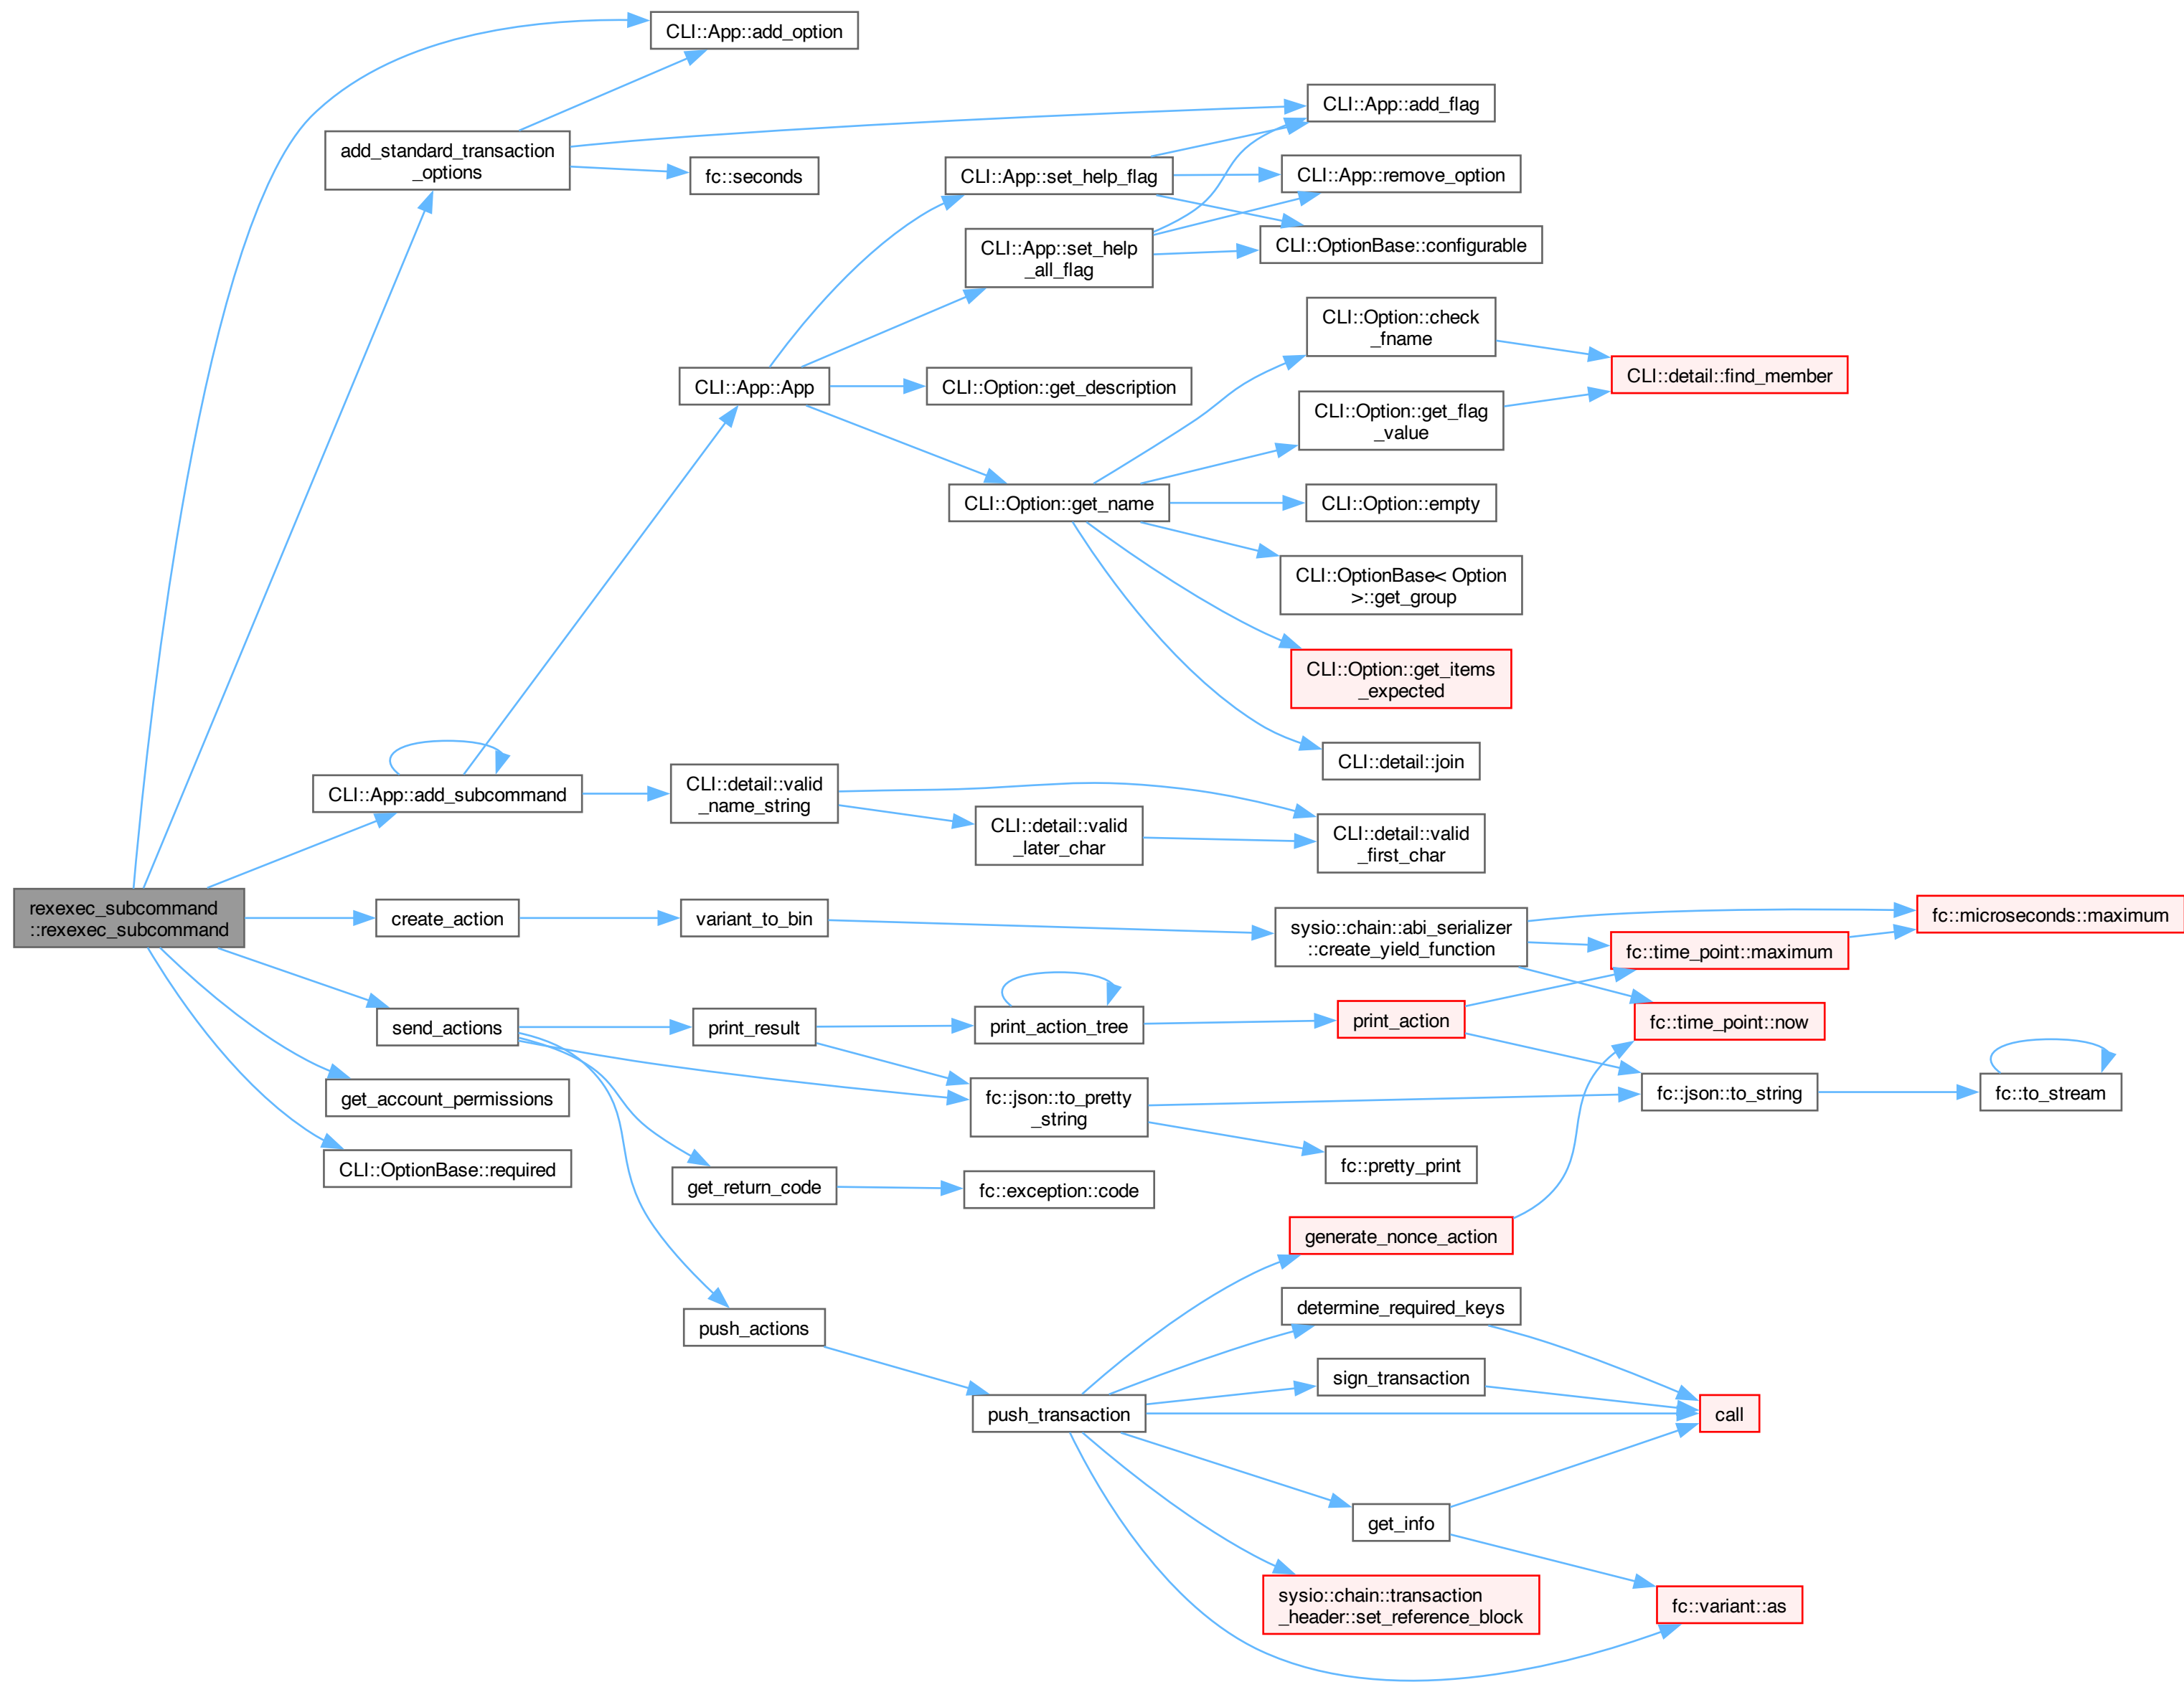 CLI::App::add_option
CLI::App::add_flag
add_standard_transaction
_options
fc::seconds
CLI::App::set_help_flag
CLI::App::remove_option
CLI::App::set_help
_all_flag
CLI::OptionBase::configurable
CLI::Option::check
_fname
CLI::App::App
CLI::Option::get_description
CLI::detail::find_member
CLI::Option::get_flag
_value
CLI::Option::get_name
CLI::Option::empty
CLI::OptionBase< Option
>::get_group
CLI::Option::get_items
_expected
CLI::detail::join
CLI::App::add_subcommand
CLI::detail::valid
_name_string
CLI::detail::valid
_later_char
CLI::detail::valid
_first_char
rexexec_subcommand
::rexexec_subcommand
create_action
variant_to_bin
sysio::chain::abi_serializer
::create_yield_function
fc::time_point::maximum
fc::microseconds::maximum
send_actions
print_result
print_action_tree
print_action
fc::time_point::now
get_account_permissions
fc::json::to_pretty
_string
fc::json::to_string
fc::to_stream
CLI::OptionBase::required
get_return_code
fc::exception::code
fc::pretty_print
generate_nonce_action
push_actions
determine_required_keys
sign_transaction
push_transaction
call
get_info
sysio::chain::transaction
_header::set_reference_block
fc::variant::as